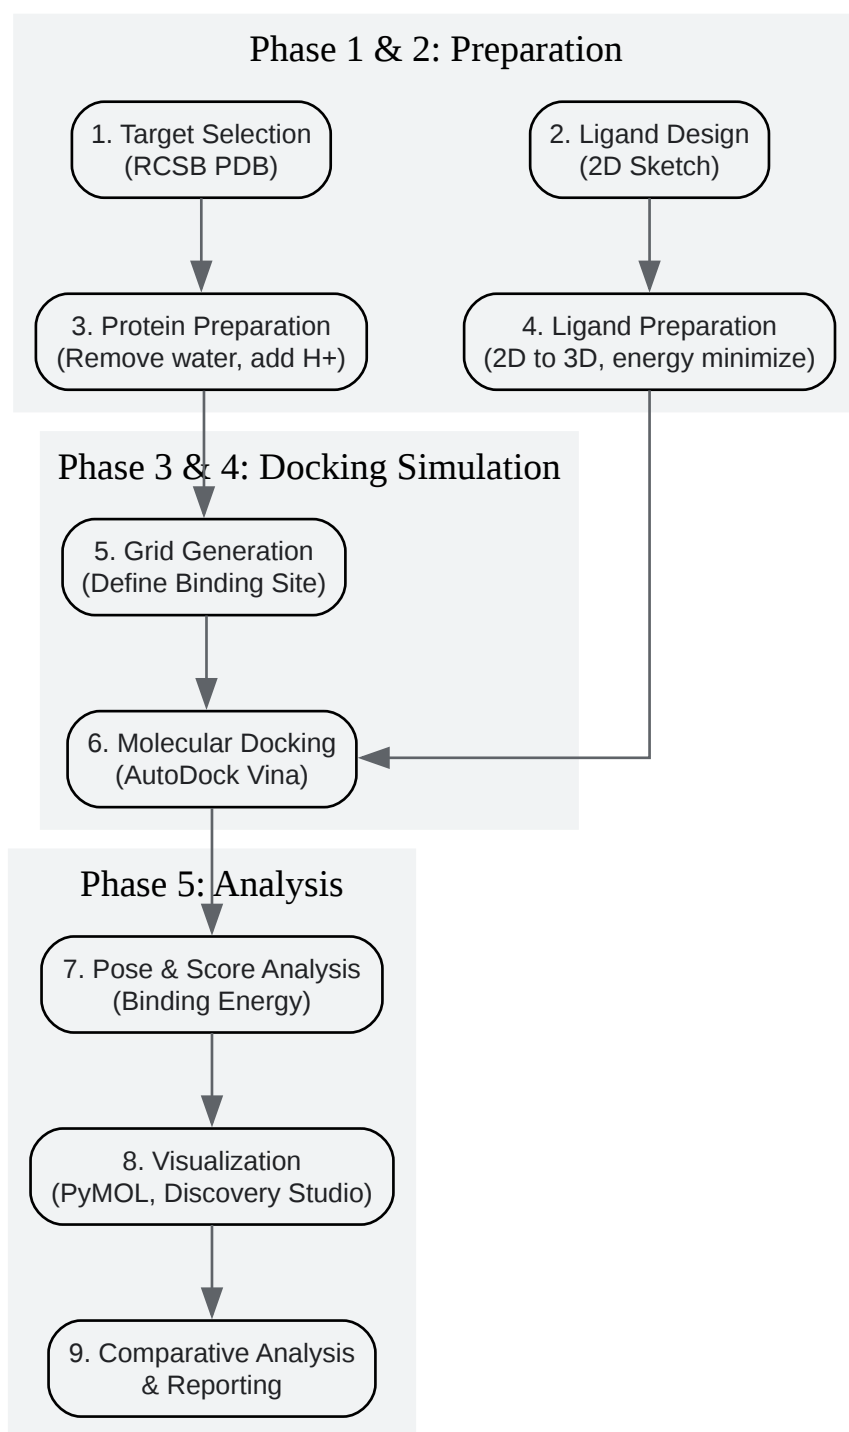 Phase 1 & 2: Preparation
1. Target Selection
(RCSB PDB)
2. Ligand Design
(2D Sketch)
3. Protein Preparation
(Remove water, add H+)
4. Ligand Preparation
(2D to 3D, energy minimize)
Phase 3 & 4: Docking Simulation
5. Grid Generation
(Define Binding Site)
6. Molecular Docking
(AutoDock Vina)
Phase 5: Analysis
7. Pose & Score Analysis
(Binding Energy)
8. Visualization
(PyMOL, Discovery Studio)
9. Comparative Analysis
& Reporting